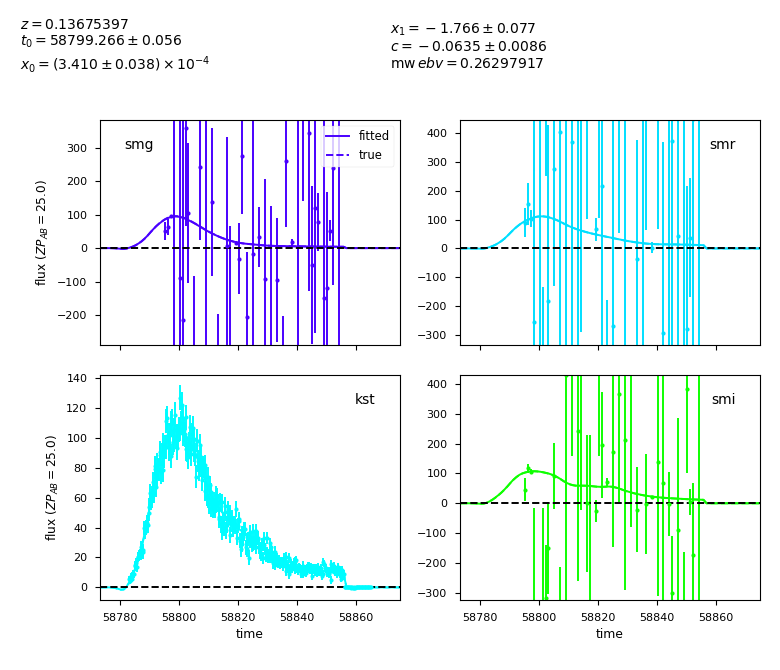 z = 0.13675397
t0 = 58799.266 ± 0.056
x0 = (3.410 ± 0.038) × 10^−4
x1 = −1.766 ± 0.077
c = −0.0635 ± 0.0086
mw ebv = 0.26297917
smg
fitted
true
300
200
100
0
−100
−200
flux (ZP_AB = 25.0)
smr
400
300
200
100
0
−100
−200
−300
kst
140
120
100
80
60
40
20
0
flux (ZP_AB = 25.0)
58780 58800 58820 58840 58860
time
smi
400
300
200
100
0
−100
−200
−300
58780 58800 58820 58840 58860
time